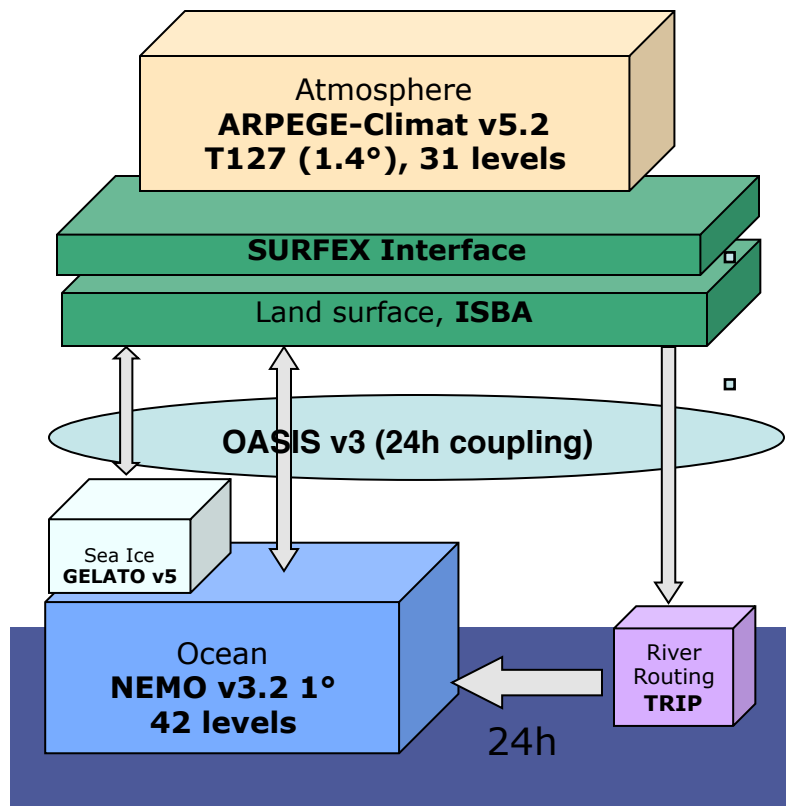 Atmosphere
ARPEGE-Climat v5.2
T127 (1.4°), 31 levels
SURFEX Interface
Land surface, ISBA
OASIS v3 (24h coupling)
Sea Ice
GELATO v5
Ocean
NEMO v3.2 1°
42 levels
River
Routing
TRIP
24h